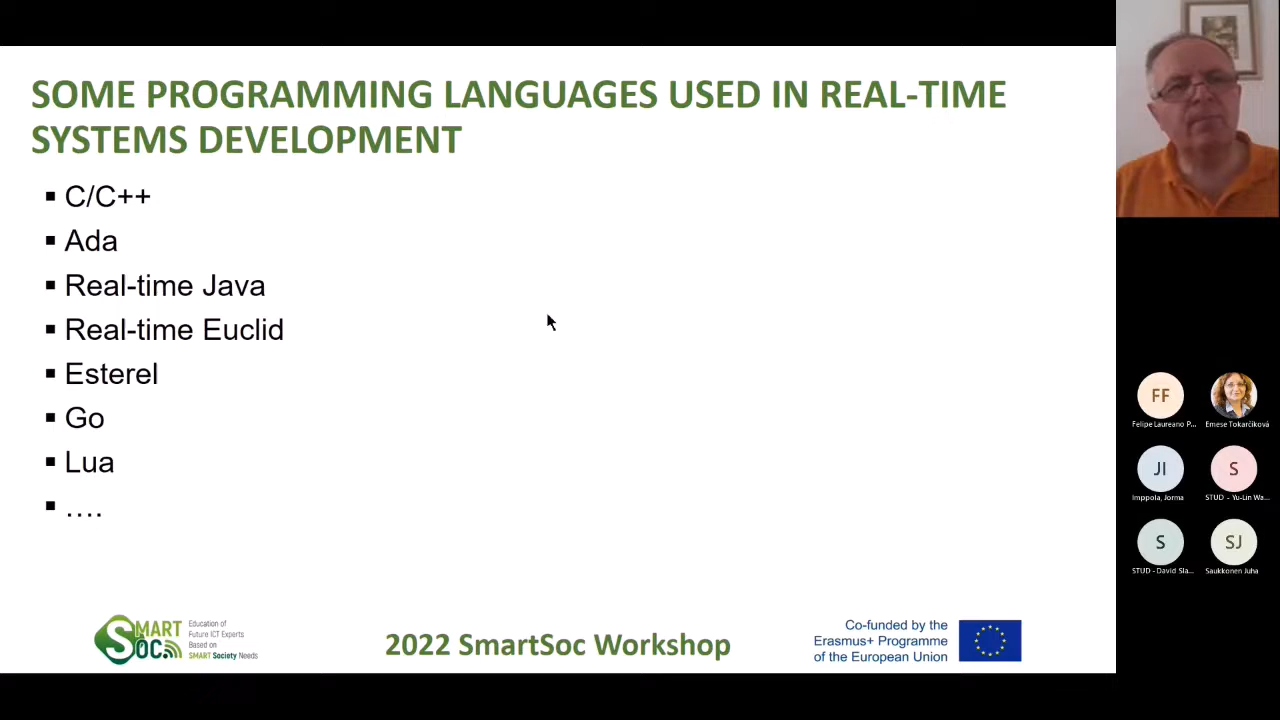 SOME PROGRAMMING LANGUAGES USED IN REAL-TIME
SYSTEMS DEVELOPMENT
▪ C/C++
▪ Ada
▪ Real-time Java
▪ Real-time Euclid
▪ Esterel
▪ Go
▪ Lua
▪ ....
SMART
SOC
Education of
Future ICT Experts
Based on
SMART Society Needs
2022 SmartSoc Workshop
Co-funded by the
Erasmus+ Programme
of the European Union
FF
Felipe Laureano P...
Emese Tokarčíková
JI
Imppola, Jorma
S
STUD - Yu-Lin Wa...
S
STUD - David Sla...
SJ
Saukkonen Juha